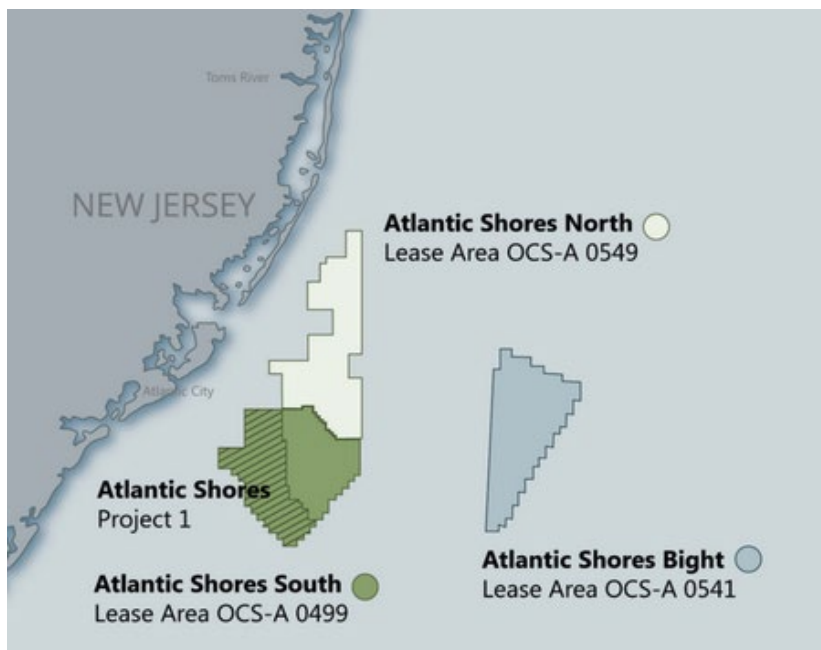 Toms River
NEW JERSEY
Atlantic Shores North
Lease Area OCS-A 0549
Atlantic City
Atlantic Shores
Project 1
Atlantic Shores Bight
Lease Area OCS-A 0541
Atlantic Shores South
Lease Area OCS-A 0499